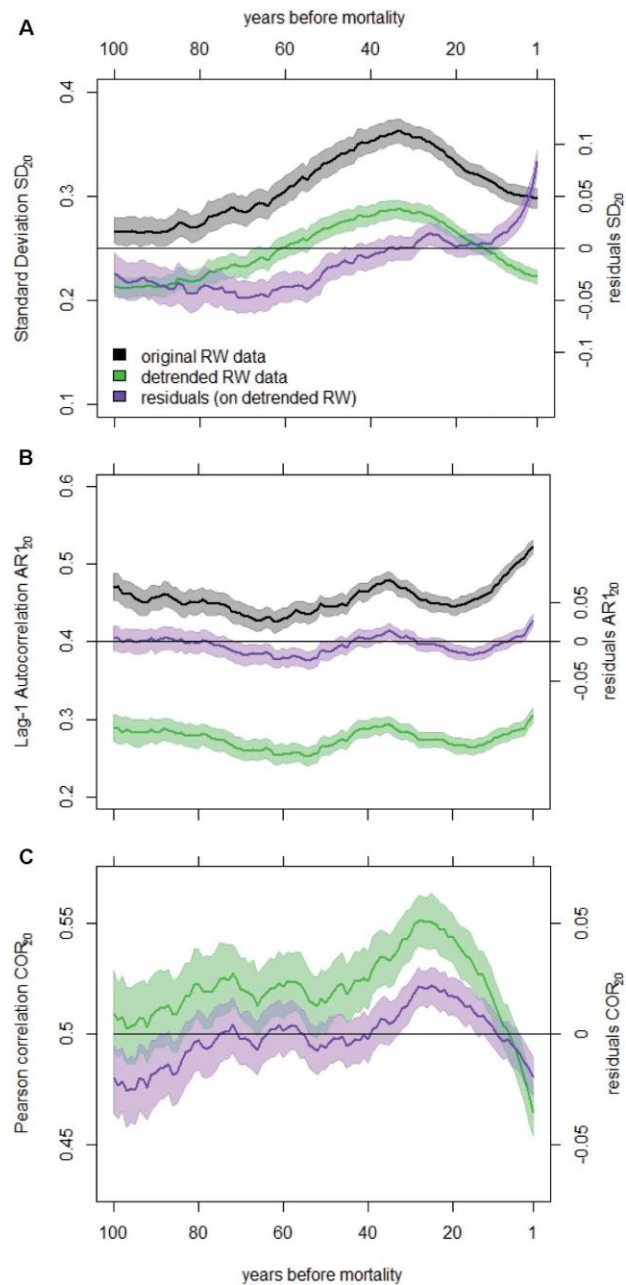 A
years before mortality
100 80 60 40 20 1
Standard Deviation SD20
0.4
0.3
0.2
0.1
residuals SD20
0.1
0.05
0
-0.05
-0.1
original RW data
detrended RW data
residuals (on detrended RW)
B
Lag-1 Autocorrelation AR120
0.6
0.5
0.4
0.3
0.2
residuals AR120
0.05
0
-0.05
C
Pearson correlation COR20
0.55
0.5
0.45
residuals COR20
0.05
0
-0.05
100 80 60 40 20 1
years before mortality